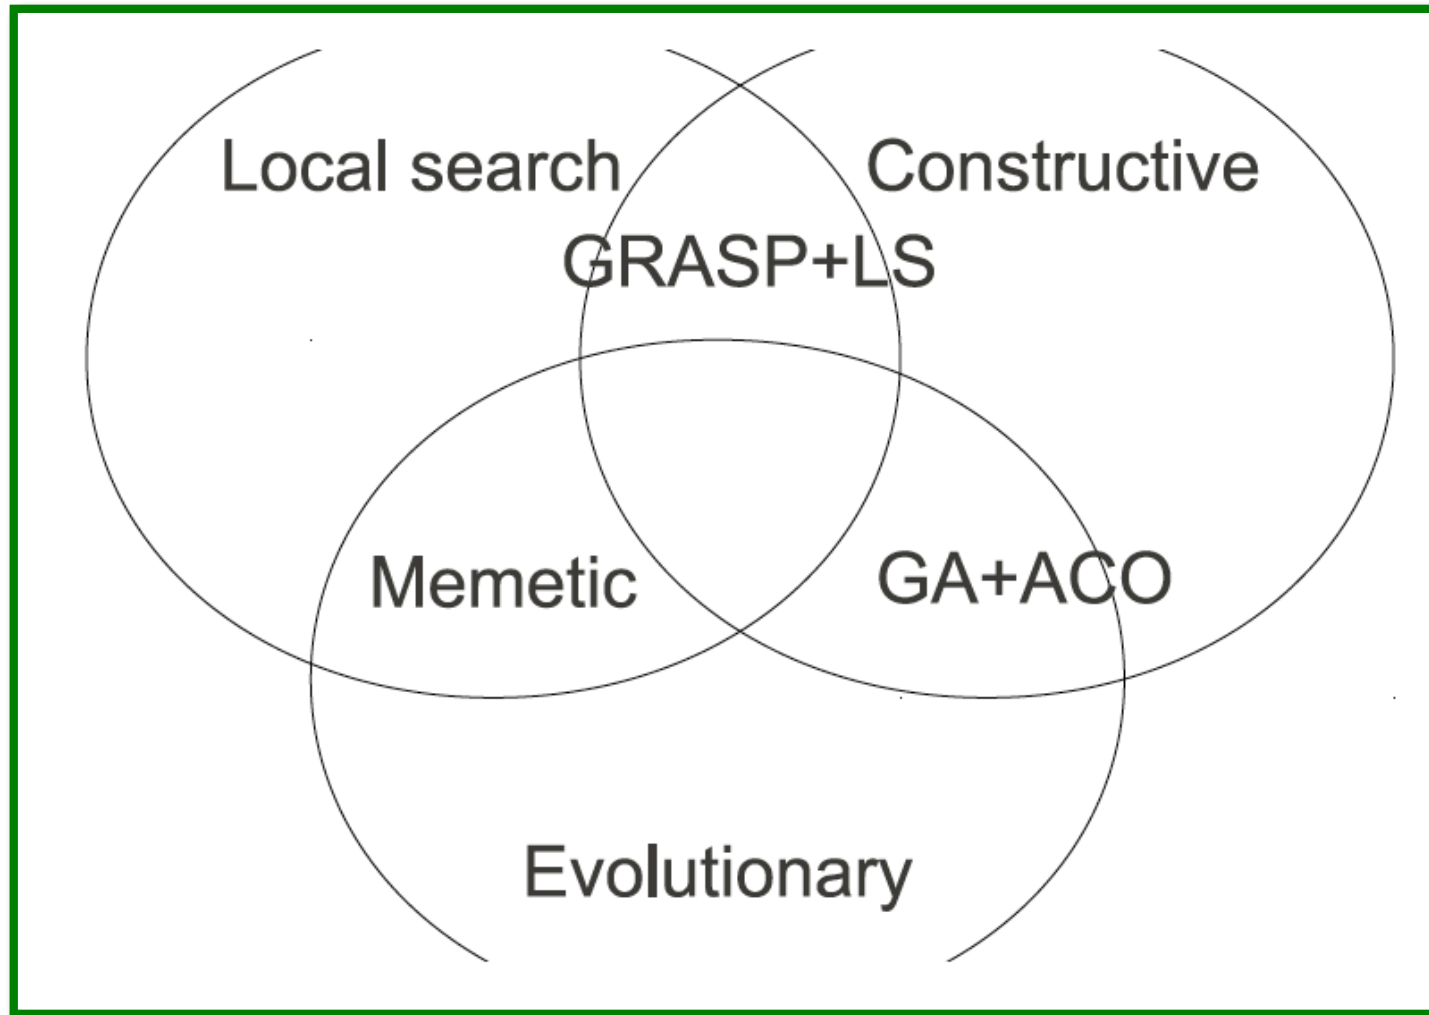 Local search
Constructive
GRASP+LS
Memetic
GA+ACO
Evolutionary